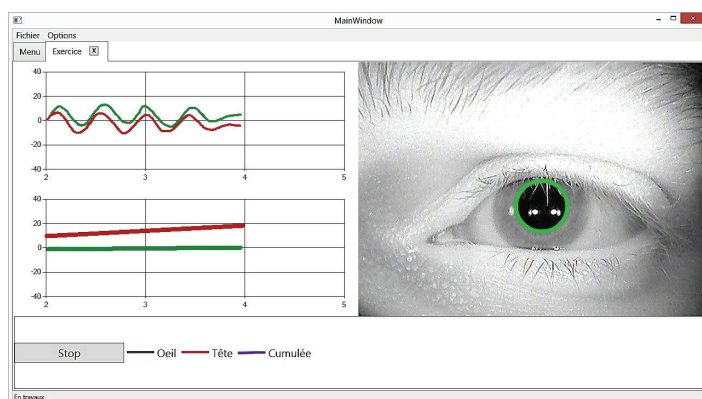 MainWindow
Fichier Options
Menu Exercice x
40
20
0
-20
-40
2 3 4 5
40
20
0
-20
-40
2 3 4 5
Stop Oeil Tête Cumulée
En travaux